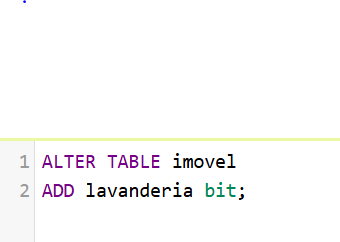 1 ALTER TABLE imovel
2 ADD lavanderia bit;